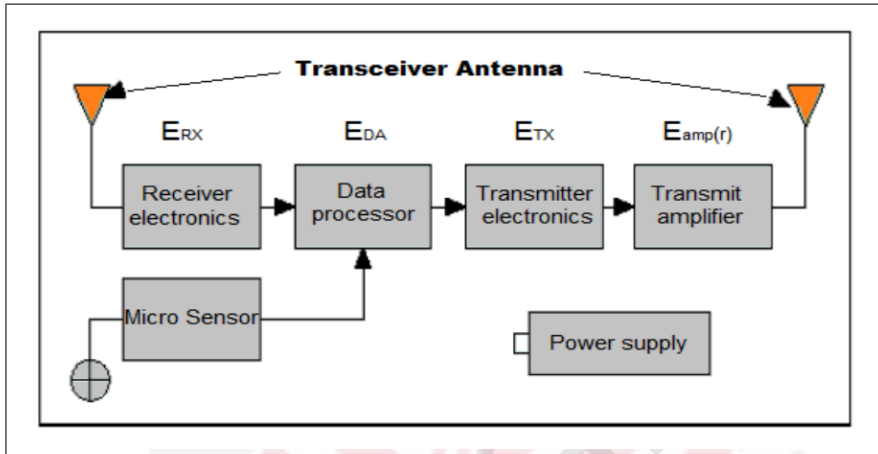 Transceiver Antenna
ERX EDA ETX Eamp(r)
Receiver electronics
Data processor
Transmitter electronics
Transmit amplifier
Micro Sensor
Power supply